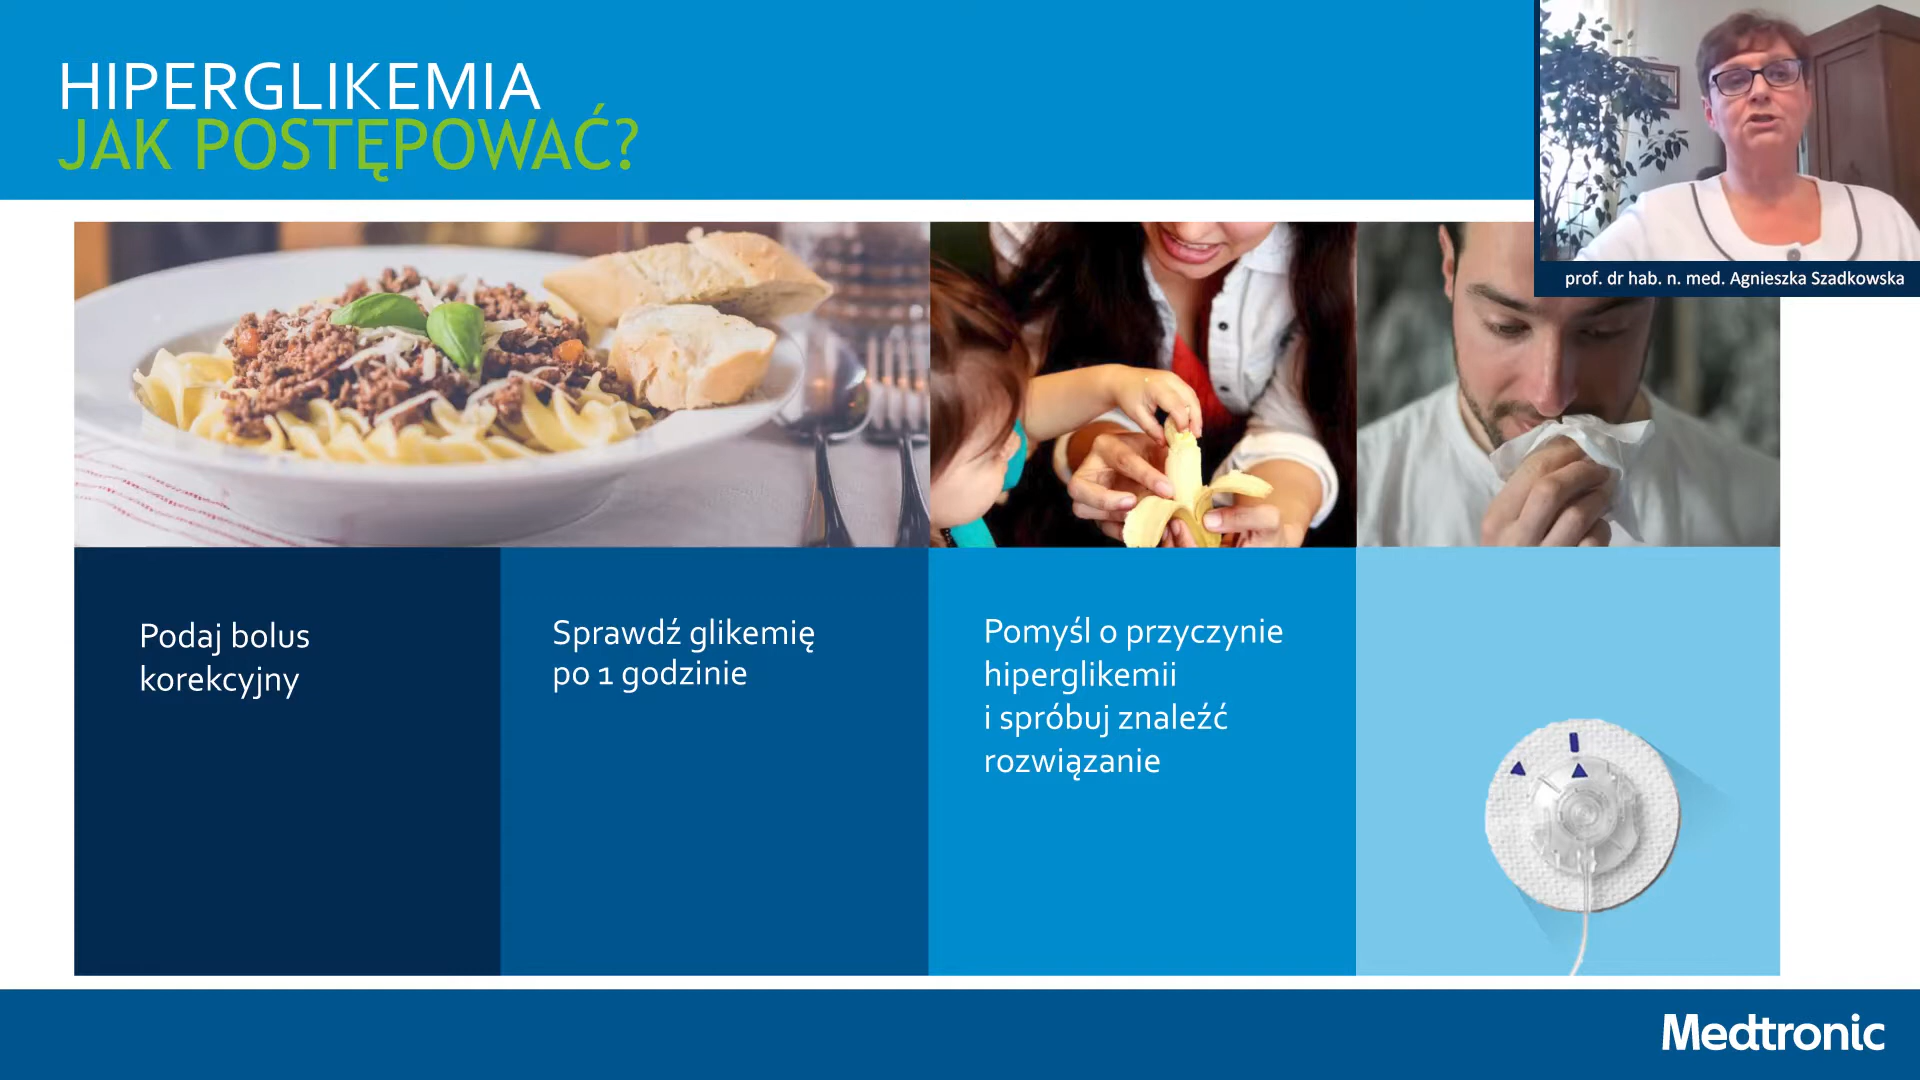 HIPERGLIKEMIA
JAK POSTĘPOWAĆ?
prof. dr hab. n. med. Agnieszka Szadkowska
Podaj bolus
korekcyjny
Sprawdź glikemię
po 1 godzinie
Pomyśl o przyczynie
hiperglikemii
i spróbuj znaleźć
rozwiązanie
Medtronic